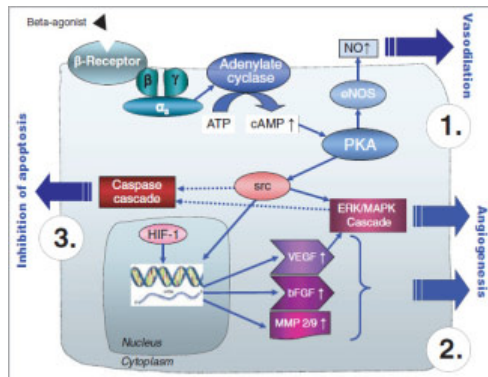 Beta-agonist
β-Receptor
β
γ
αs
Adenylate
cyclase
ATP
cAMP ↑
NO↑
eNOS
PKA
Vasodilation
1.
Inhibition of apoptosis
3.
Caspase
cascade
src
ERK/MAPK
Cascade
Angiogenesis
HIF-1
VEGF ↑
bFGF ↑
MMP 2/9 ↑
2.
Nucleus
Cytoplasm